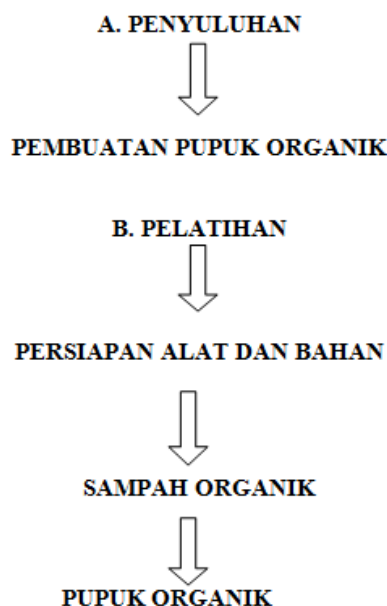 A. PENYULUHAN
PEMBUATAN PUPUK ORGANIK
B. PELATIHAN
PERSIAPAN ALAT DAN BAHAN
SAMPAH ORGANIK
PUPUK ORGANIK